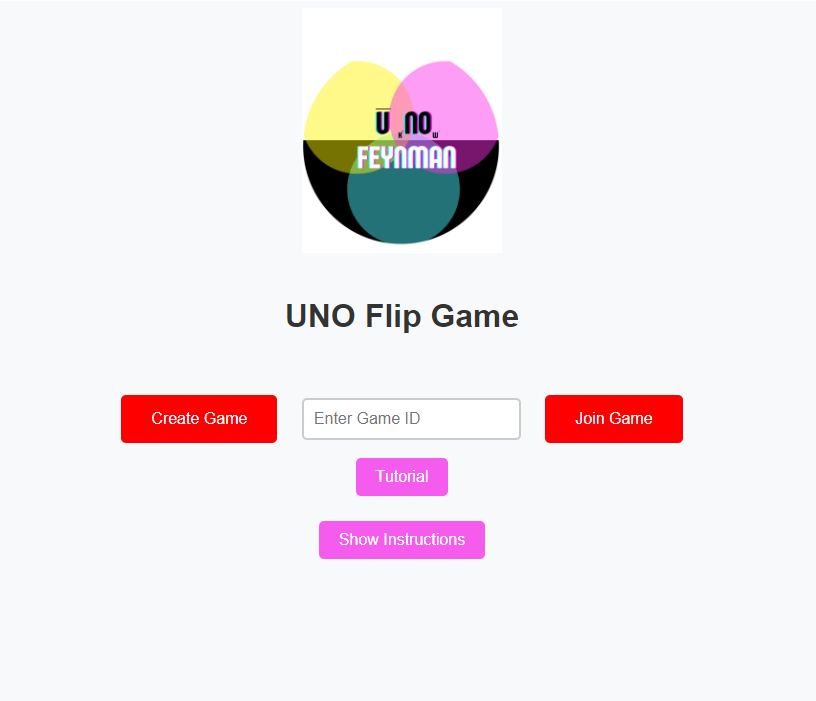 U K NO W
FEYNMAN
UNO Flip Game
Create Game
Enter Game ID
Join Game
Tutorial
Show Instructions